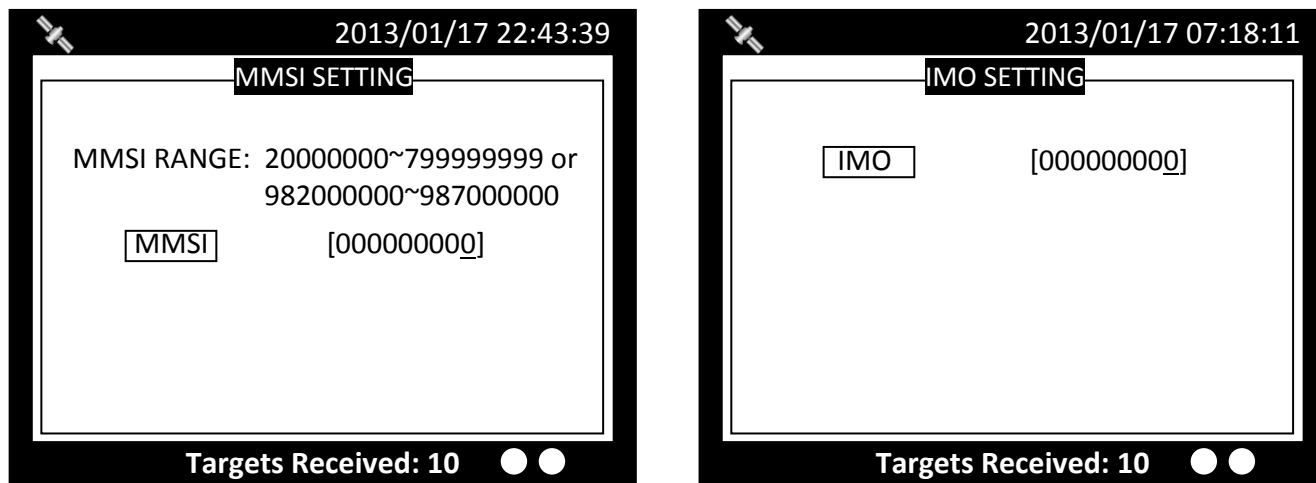 2013/01/17 22:43:39
MMSI SETTING
MMSI RANGE: 20000000~799999999 or
982000000~987000000
MMSI [000000000]
Targets Received: 10
2013/01/17 07:18:11
IMO SETTING
IMO [000000000]
Targets Received: 10